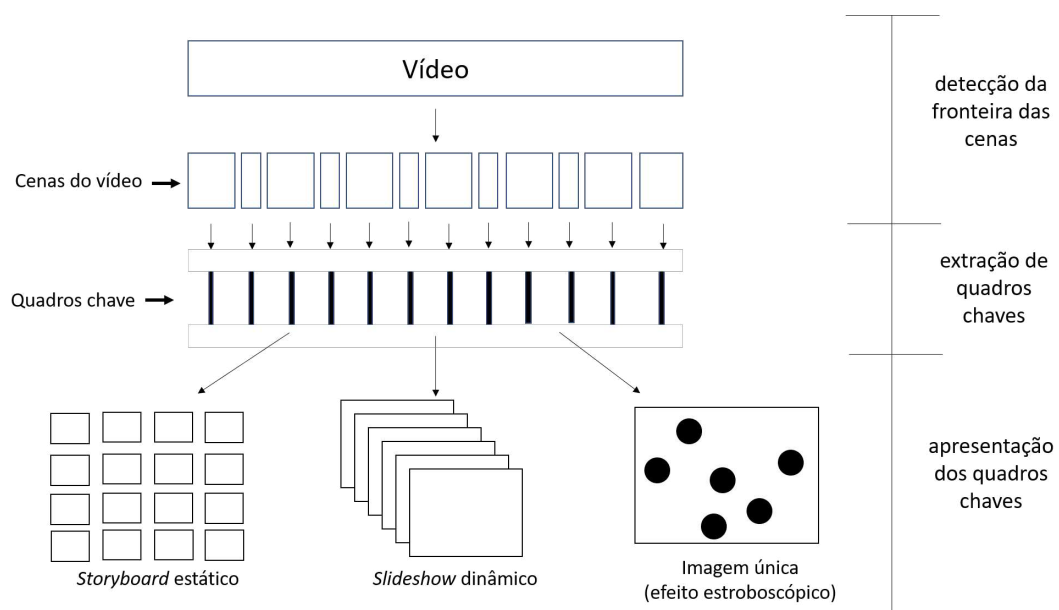 Vídeo
detecção da
fronteira das
cenas
Cenas do vídeo
Quadros chave
extração de
quadros
chaves
apresentação
dos quadros
chaves
Storyboard estático
Slideshow dinâmico
Imagem única
(efeito estroboscópico)